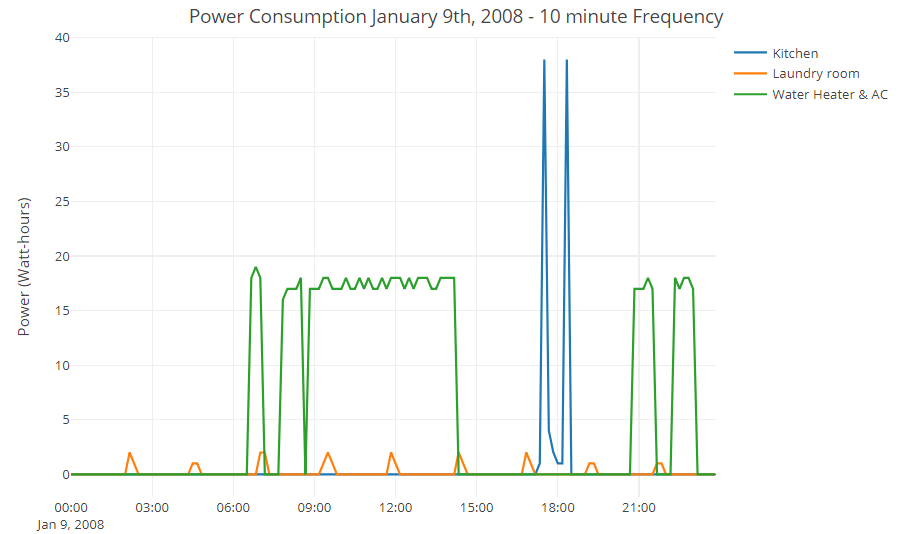 Power Consumption January 9th, 2008 - 10 minute Frequency
Kitchen
Laundry room
Water Heater & AC
Power (Watt-hours)
40
35
30
25
20
15
10
5
0
00:00 03:00 06:00 09:00 12:00 15:00 18:00 21:00
Jan 9, 2008